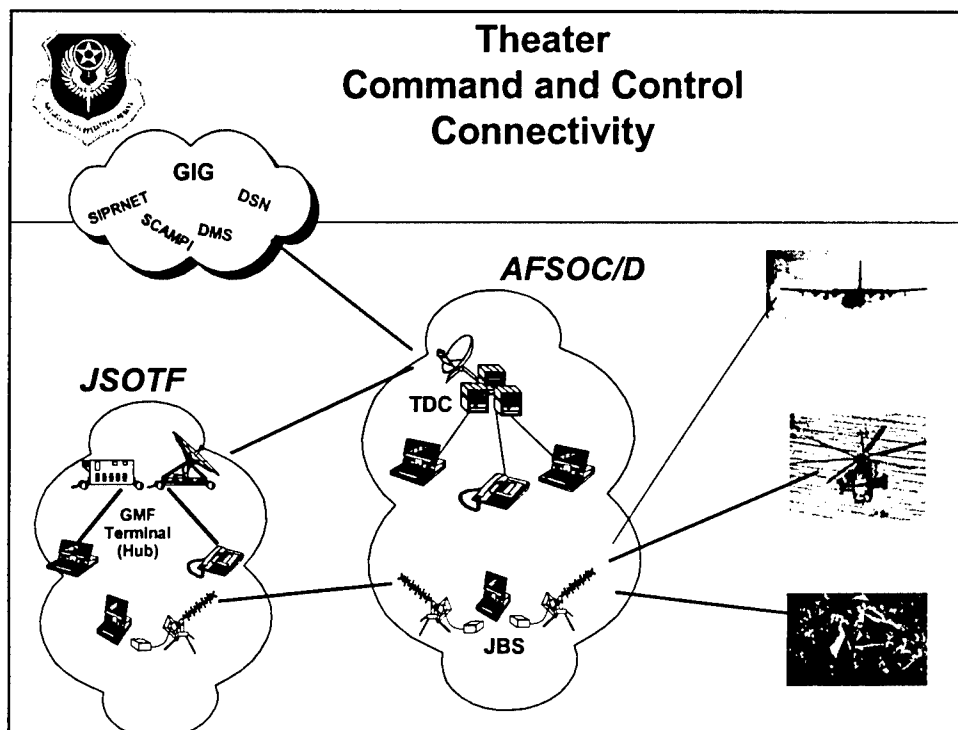 Theater
Command and Control
Connectivity
GIG
SIPRNET
DSN
SCAMPI
DMS
AFSOC/D
JSOTF
TDC
GMF
Terminal
(Hub)
JBS